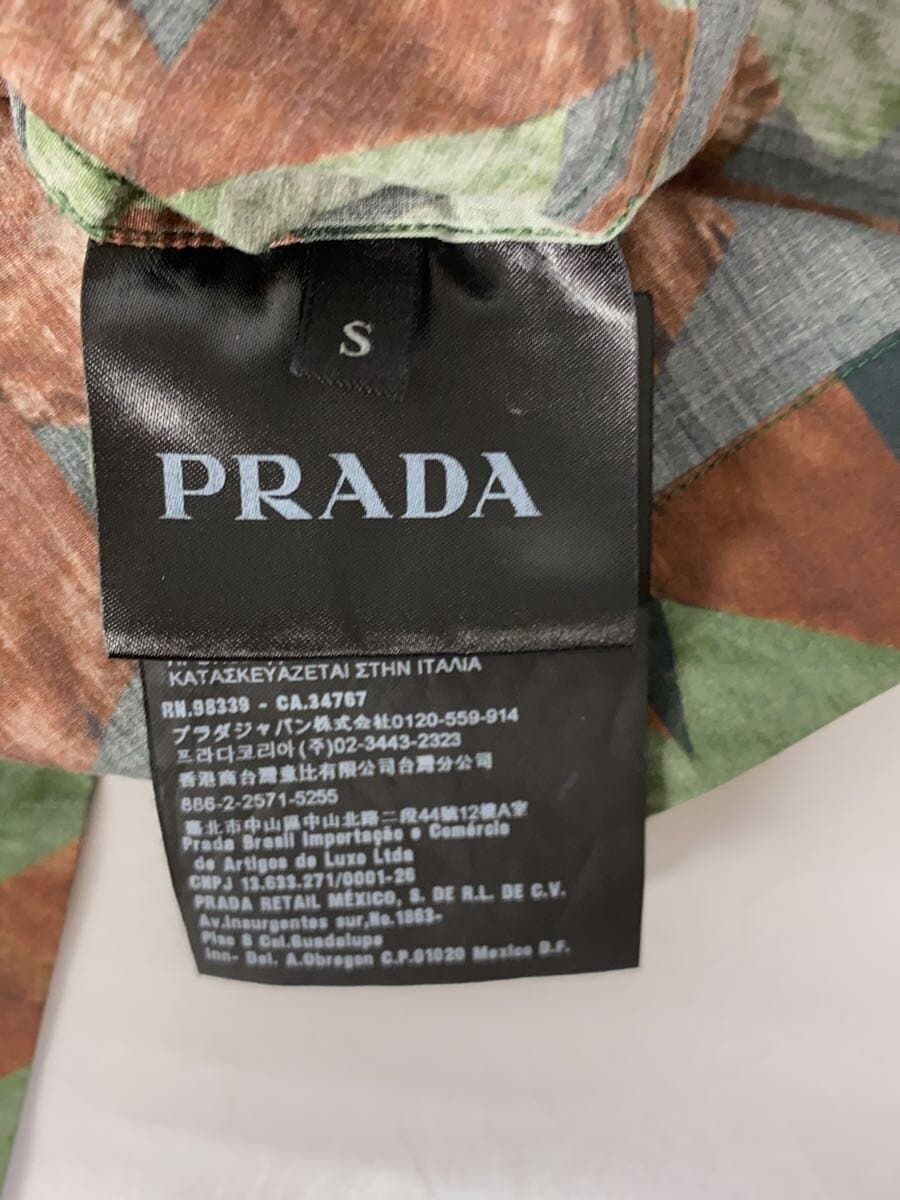 S
PRADA
ΚΑΤΑΣΚΕΥΑΖΕΤΑΙ ΣΤΗΝ ΙΤΑΛΙΑ
RN.98339 - CA.34767
プラダジャパン株式会社0120-559-914
프라다코리아(주)02-3443-2323
香港商台灣壹比有限公司台灣分公司
886-2-2571-5255
臺北市中山區中山北路二段44號12樓A室
Prada Brasil Importação e Comércio
de Artigos de Luxo Ltda
CNPJ 13.633.271/0001-26
PRADA RETAIL MÉXICO, S. DE R.L. DE C.V.
Av.Insurgentes sur,No.1863-
Piso 8 Col.Guadalupe
Inn- Del. A.Obregon C.P.01020 Mexico D.F.